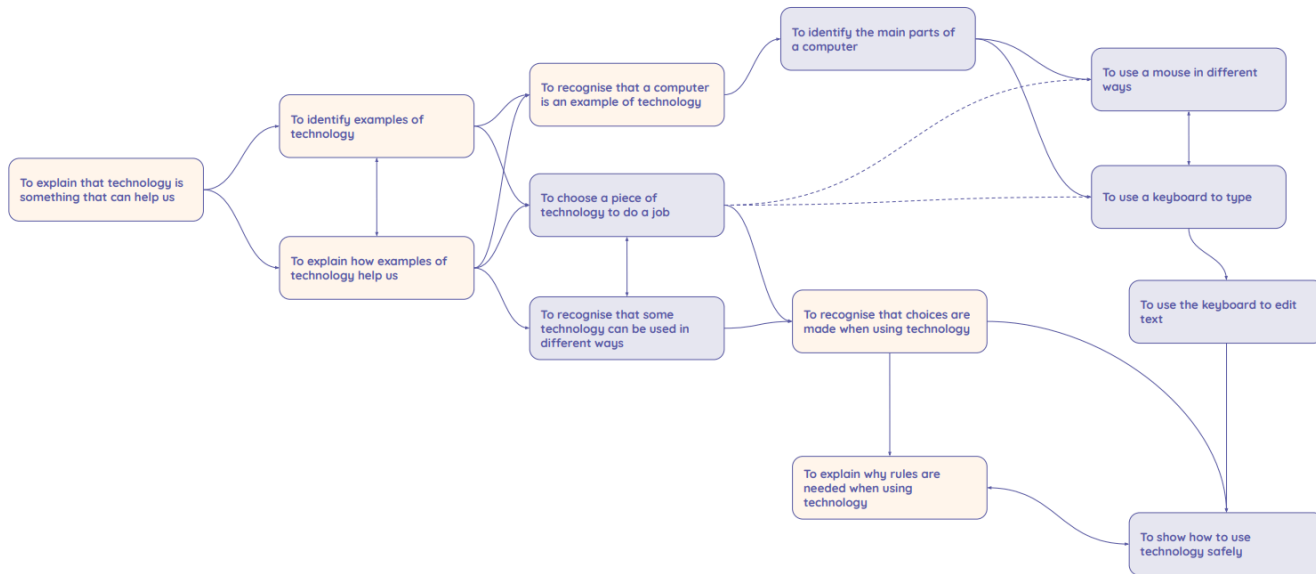 To explain that technology is
something that can help us
To identify examples of
technology
To explain how examples of
technology help us
To recognise that a computer
is an example of technology
To choose a piece of
technology to do a job
To recognise that some
technology can be used in
different ways
To identify the main parts of
a computer
To recognise that choices are
made when using technology
To explain why rules are
needed when using
technology
To use a mouse in different
ways
To use a keyboard to type
To use the keyboard to edit
text
To show how to use
technology safely